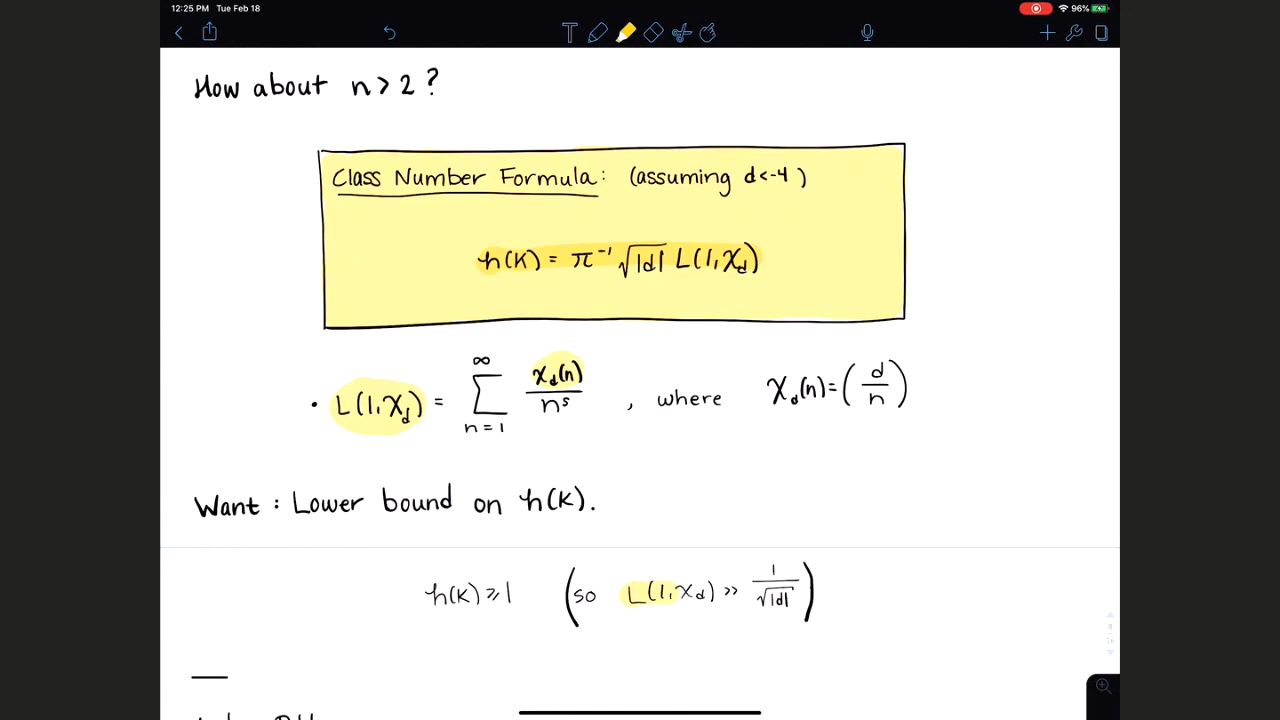 12:25 PM Tue Feb 18
96%
How about n > 2 ?
Class Number Formula: (assuming d<-4 )
h(K) = π⁻¹ √|d| L(1,χ_d)
· L(1,χ_d) = ∑_{n=1}^{∞} χ_d(n)/n^s , where χ_d(n)=(d/n)
Want : Lower bound on h(K).
h(K) ⩾ 1 (so L(1,χ_d) >> 1/√|d|)